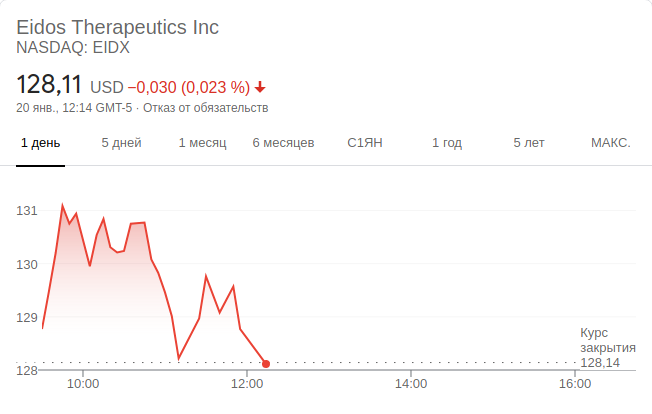 Eidos Therapeutics Inc
NASDAQ: EIDX
128,11 USD −0,030 (0,023 %)
20 янв., 12:14 GMT-5 · Отказ от обязательств
1 день 5 дней 1 месяц 6 месяцев С1ЯН 1 год 5 лет МАКС.
131
130
129
Курс
закрытия
128,14
128
10:00 12:00 14:00 16:00